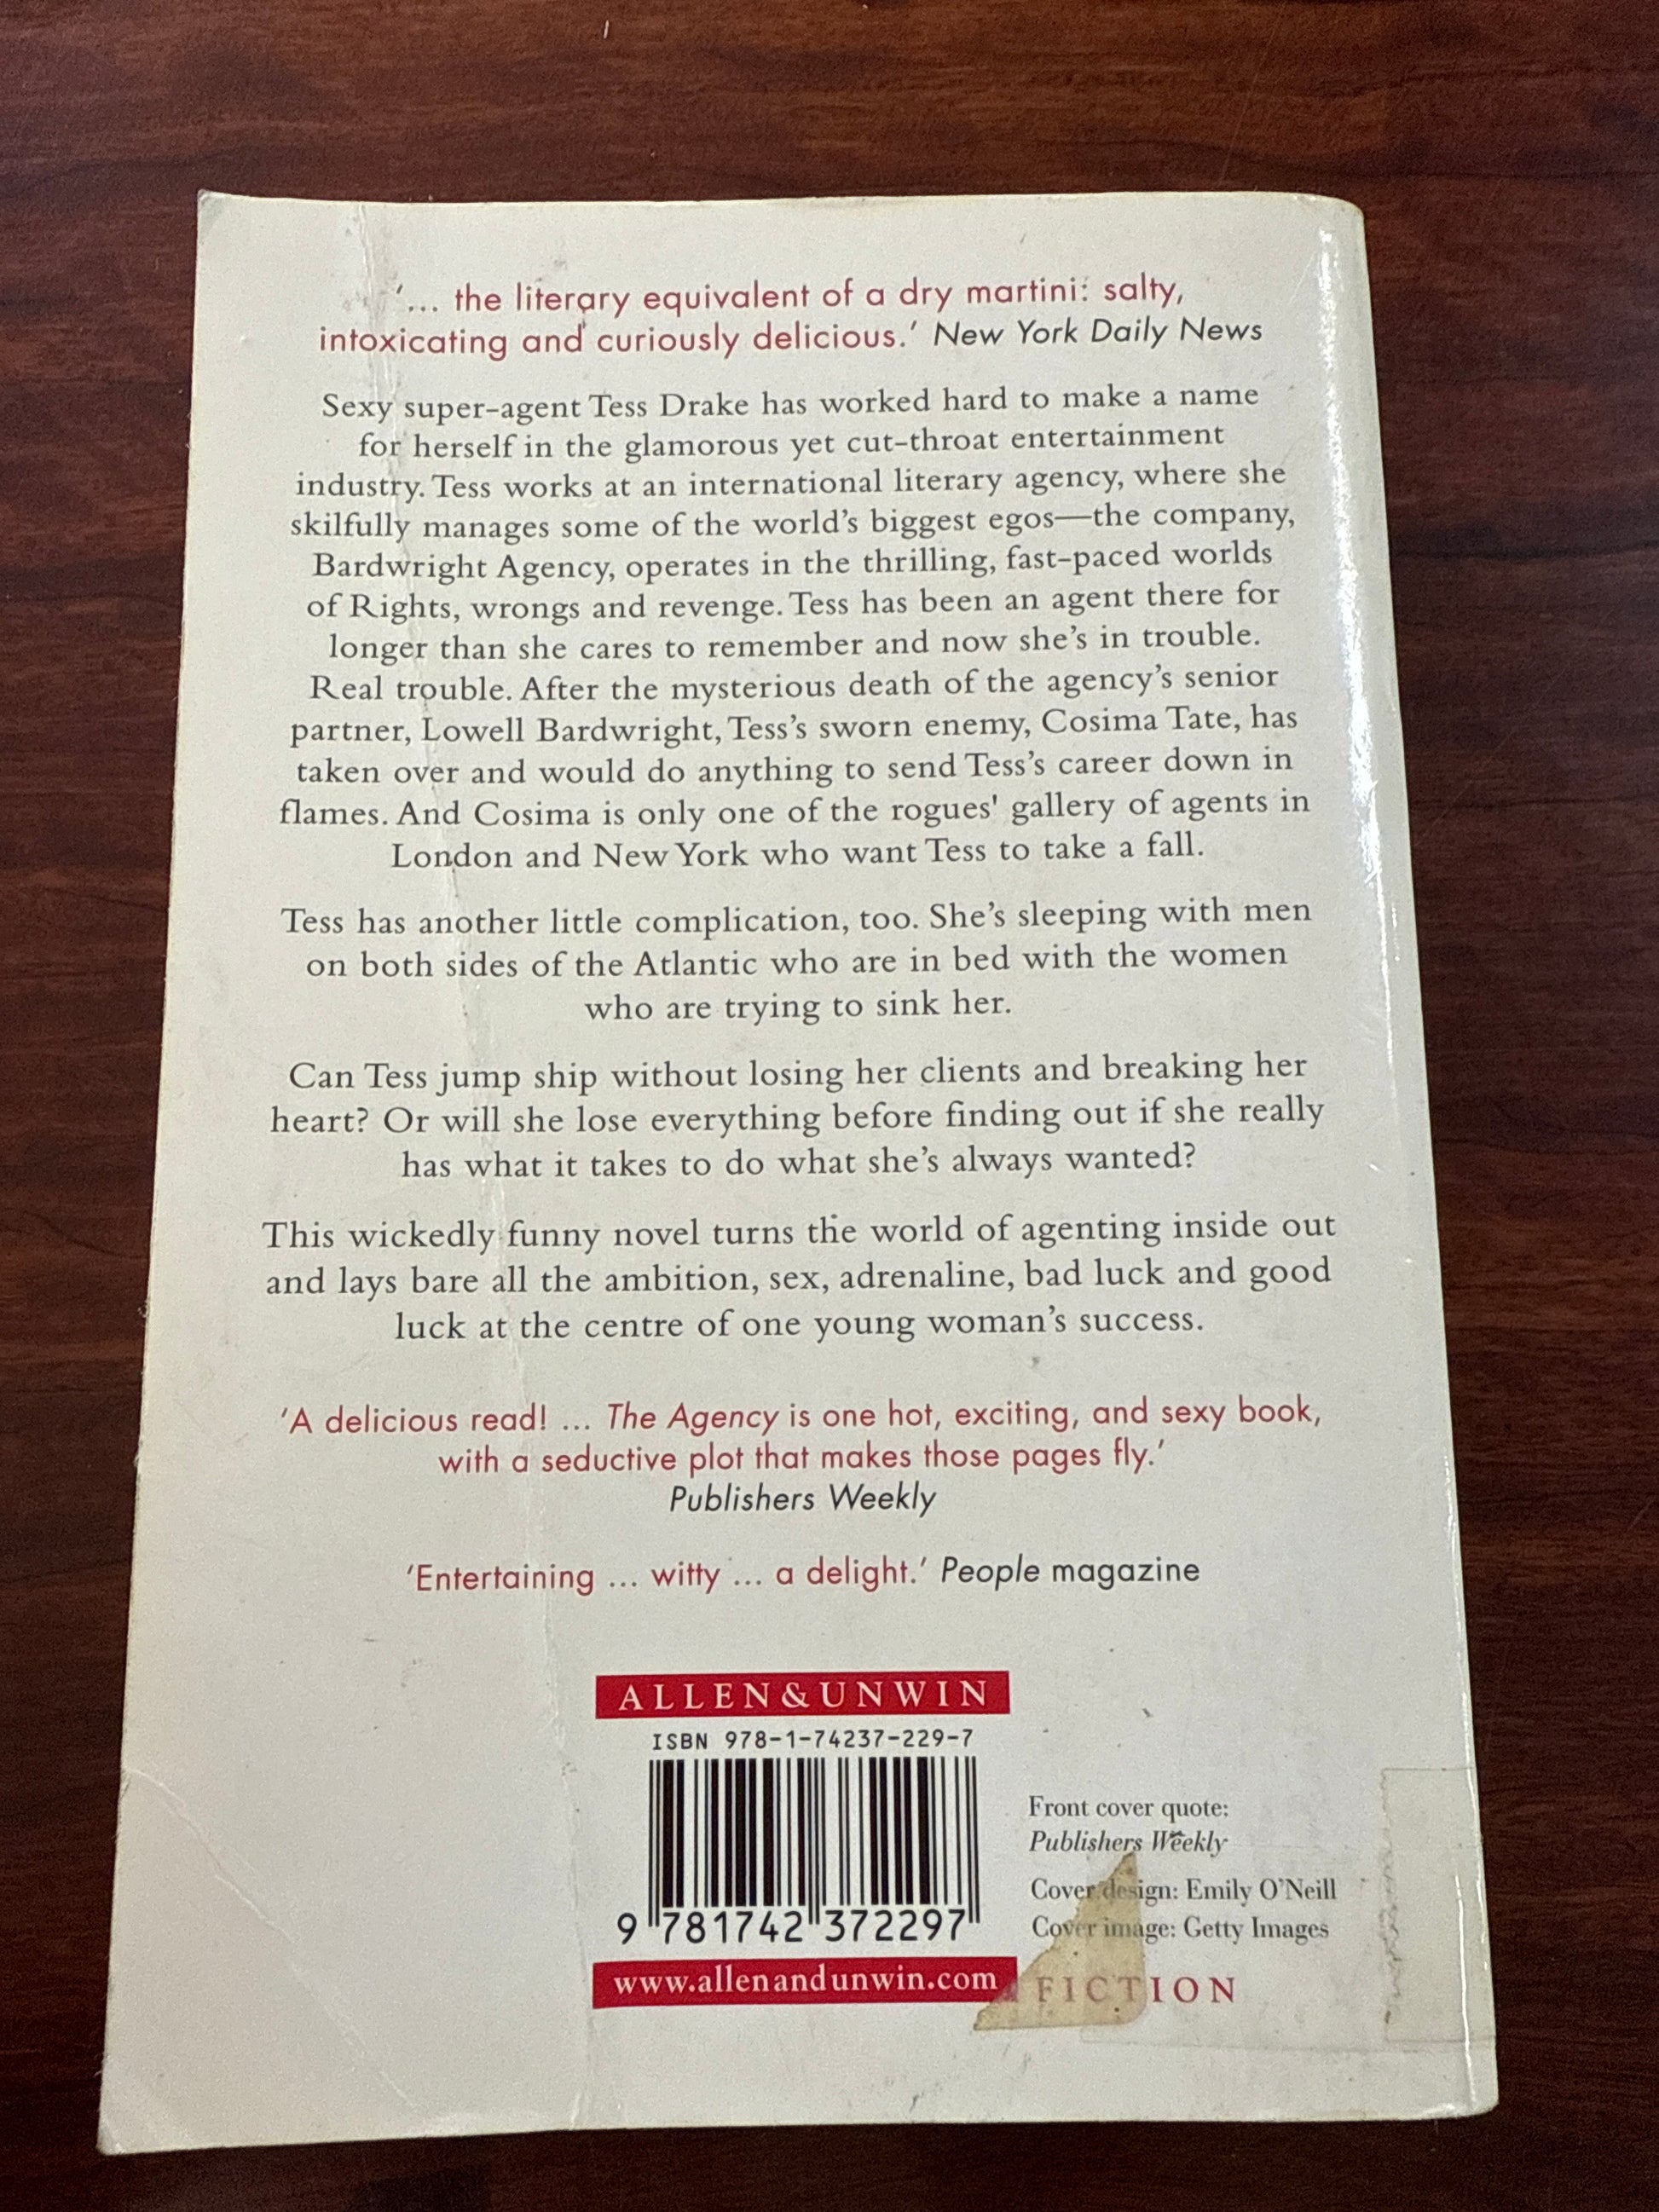 ‘... the literary equivalent of a dry martini: salty,
intoxicating and curiously delicious.’ New York Daily News
Sexy super-agent Tess Drake has worked hard to make a name
for herself in the glamorous yet cut-throat entertainment
industry. Tess works at an international literary agency, where she
skilfully manages some of the world’s biggest egos—the company,
Bardwright Agency, operates in the thrilling, fast-paced worlds
of Rights, wrongs and revenge. Tess has been an agent there for
longer than she cares to remember and now she’s in trouble.
Real trouble. After the mysterious death of the agency’s senior
partner, Lowell Bardwright, Tess’s sworn enemy, Cosima Tate, has
taken over and would do anything to send Tess’s career down in
flames. And Cosima is only one of the rogues' gallery of agents in
London and New York who want Tess to take a fall.
Tess has another little complication, too. She’s sleeping with men
on both sides of the Atlantic who are in bed with the women
who are trying to sink her.
Can Tess jump ship without losing her clients and breaking her
heart? Or will she lose everything before finding out if she really
has what it takes to do what she’s always wanted?
This wickedly funny novel turns the world of agenting inside out
and lays bare all the ambition, sex, adrenaline, bad luck and good
luck at the centre of one young woman’s success.
‘A delicious read! ... The Agency is one hot, exciting, and sexy book,
with a seductive plot that makes those pages fly.’
Publishers Weekly
‘Entertaining ... witty ... a delight.’ People magazine
ALLEN&UNWIN
ISBN 978-1-74237-229-7
9 781742 372297
www.allenandunwin.com
Front cover quote:
Publishers Weekly
Cover design: Emily O’Neill
Cover image: Getty Images
FICTION